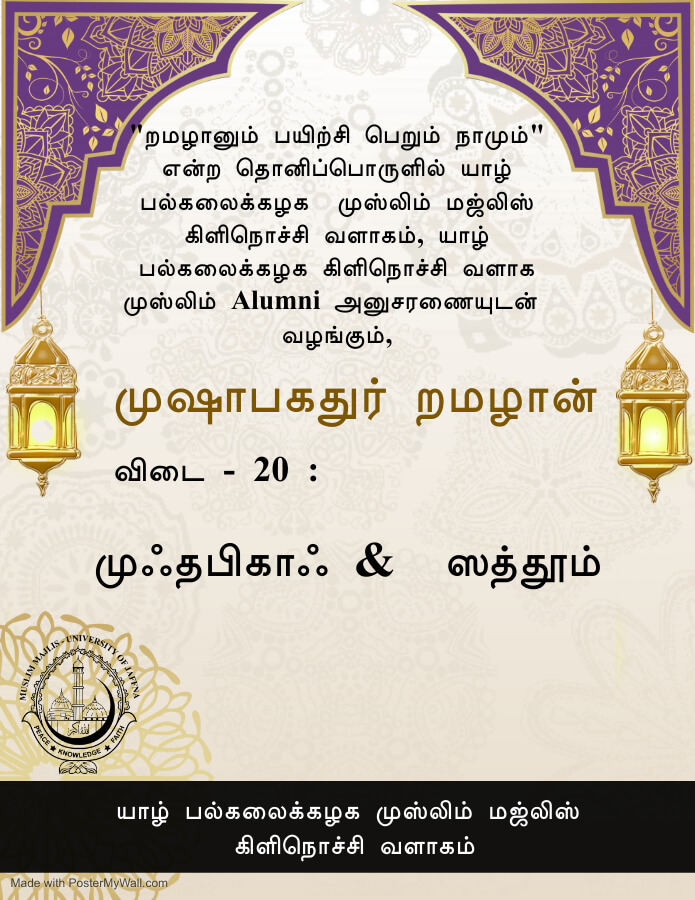 "றமழானும் பயிற்சி பெறும் நாமும்"
என்ற தொனிப்பொருளில் யாழ்
பல்கலைக்கழக முஸ்லிம் மஜ்லிஸ்
கிளிநொச்சி வளாகம், யாழ்
பல்கலைக்கழக கிளிநொச்சி வளாக
முஸ்லிம் Alumni அனுசரணையுடன்
வழங்கும்,
முஷாபகதுர் றமழான்
விடை - 20 :
முஃதபிகாஃ & ஸத்தூம்
MUSLIM MAJLIS - UNIVERSITY OF JAFFNA
PEACE ★ KNOWLEDGE ★ FAITH
யாழ் பல்கலைக்கழக முஸ்லிம் மஜ்லிஸ்
கிளிநொச்சி வளாகம்
Made with PosterMyWall.com